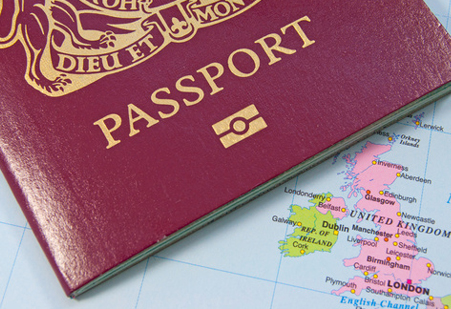 DIEU ET MON
PASSPORT
Lerwick
Orkney
Islands
Inverness
Aberdeen
Edinburgh
Glasgow
Londonderry
Belfast
Newcastle
UNITED KINGDOM
Galway
Dublin
Manchester
Leeds
REP. OF
IRELAND
Liverpool
Sheffield
Cork
Leicester
Birmingham
Norwich
Cardiff
Bristol
LONDON
Plymouth
Southampton
Calais
English Channel